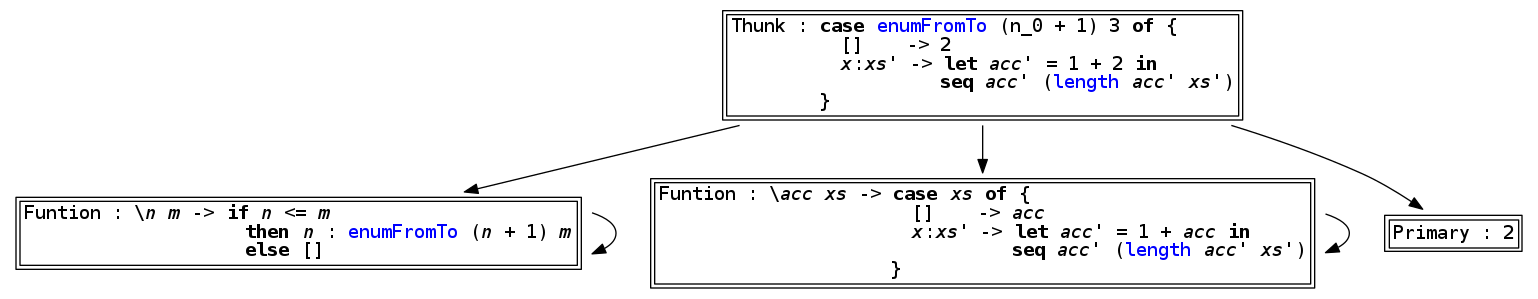 Thunk : case enumFromTo (n_0 + 1) 3 of {
[] -> 2
x:xs' -> let acc' = 1 + 2 in
seq acc' (length acc' xs')
}
Funtion : \n m -> if n <= m
then n : enumFromTo (n + 1) m
else []
Funtion : \acc xs -> case xs of {
[] -> acc
x:xs' -> let acc' = 1 + acc in
seq acc' (length acc' xs')
}
Primary : 2